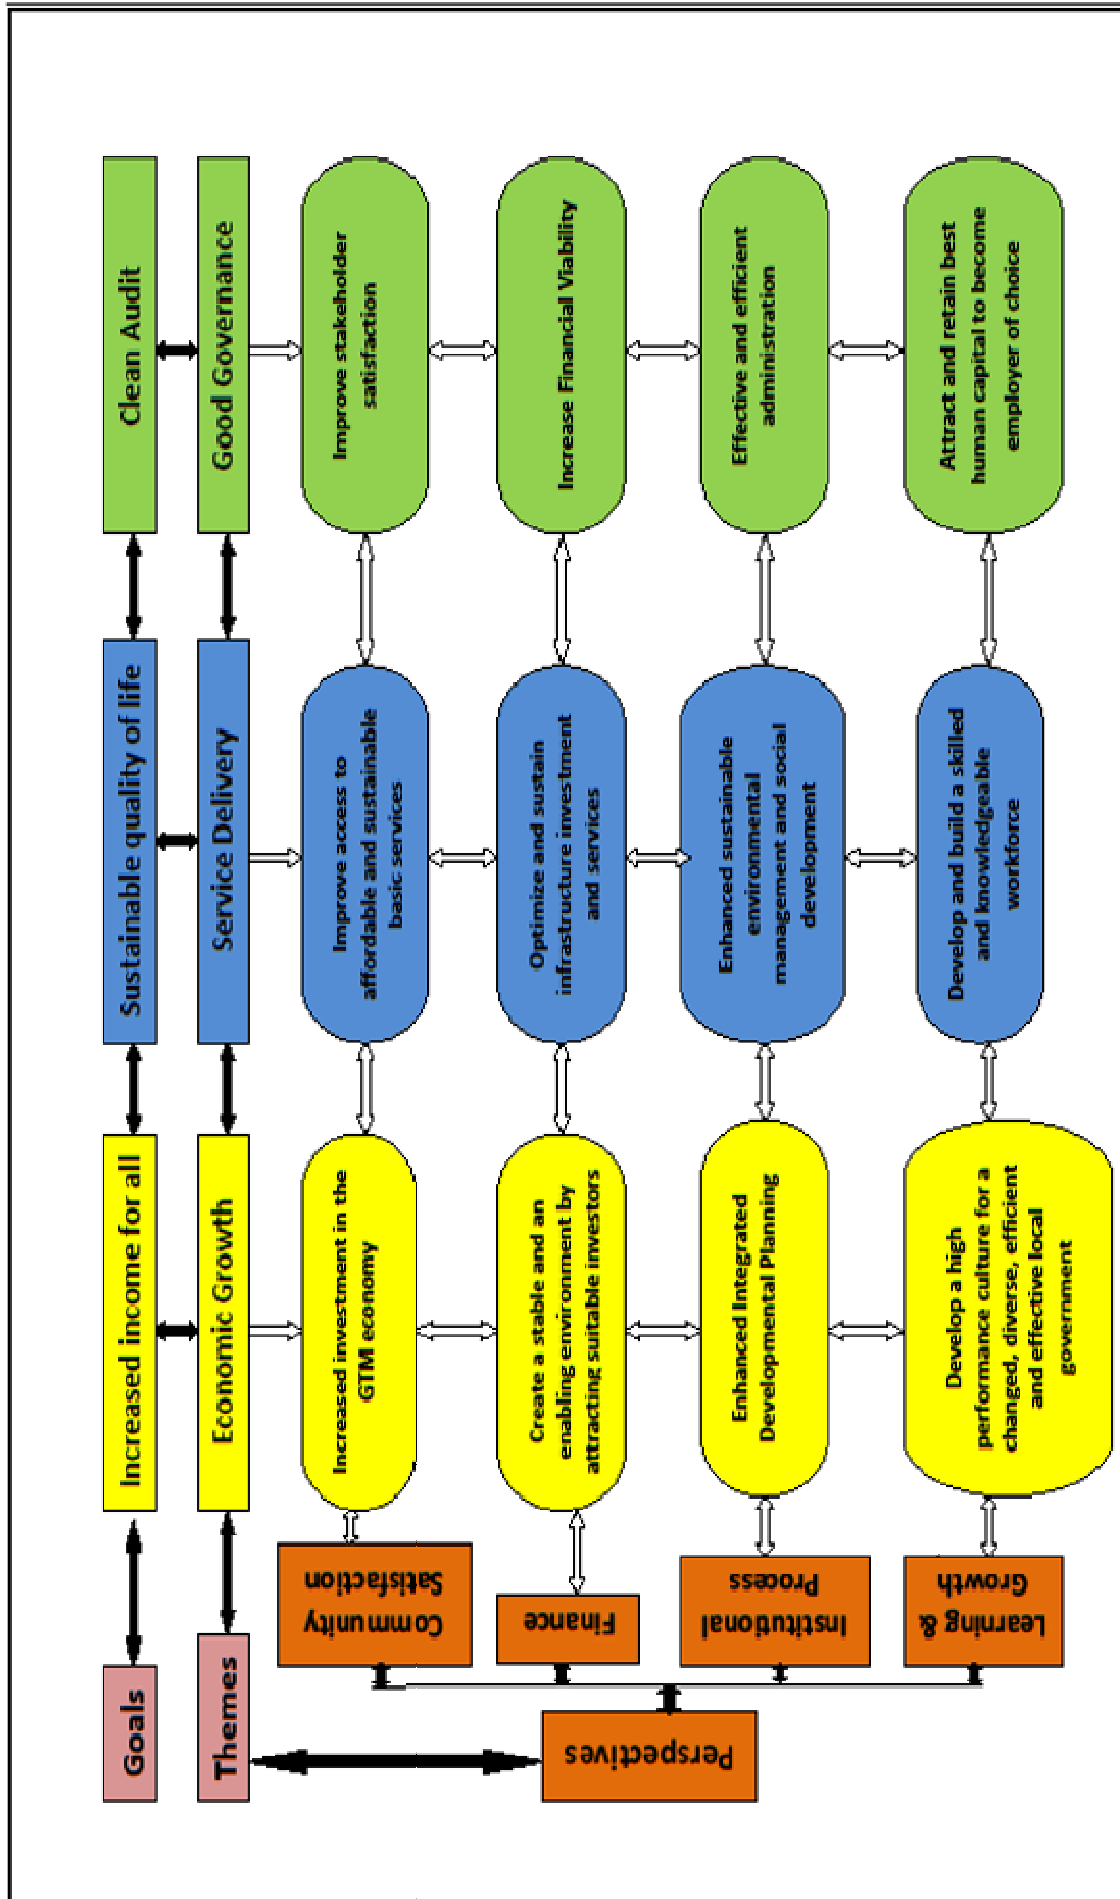 Goals
Increased income for all
Sustainable quality of life
Clean Audit
Themes
Economic Growth
Service Delivery
Good Governance
Perspectives
Community
Satisfaction
Increased investment in the
GTM economy
Improve access to
affordable and sustainable
basic services
Improve stakeholder
satisfaction
Finance
Create a stable and an
enabling environment by
attracting suitable investors
Optimize and sustain
infrastructure investment
and services
Increase Financial Viability
Institutional
Process
Enhanced Integrated
Developmental Planning
Enhanced sustainable
environmental
management and social
development
Effective and efficient
administration
Learning &
Growth
Develop a high
performance culture for a
changed, diverse, efficient
and effective local
government
Develop and build a skilled
and knowledgeable
workforce
Attract and retain best
human capital to become
employer of choice